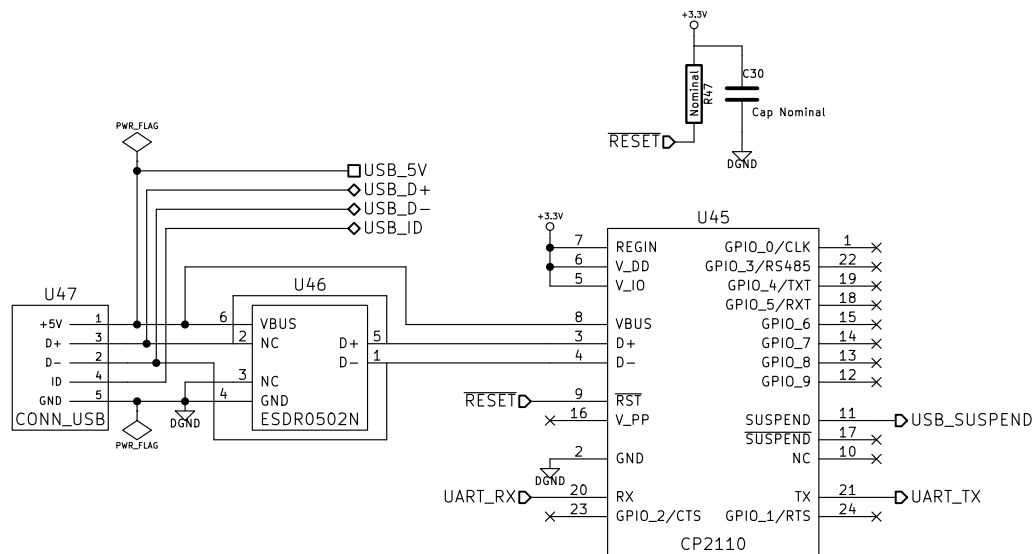 +3.3V
Nominal
R47
C30
Cap Nominal
RESET
DGND
PWR_FLAG
USB_5V
USB_D+
USB_D-
USB_ID
U47
+5V 1
D+ 3
D- 2
ID 4
GND 5
CONN_USB
PWR_FLAG
DGND
U46
6 VBUS
2 NC
D+ 5
D- 1
3 NC
4 GND
ESDR0502N
+3.3V
U45
7 REGIN GPIO_0/CLK 1
6 V_DD GPIO_3/RS485 22
5 V_IO GPIO_4/TXT 19
GPIO_5/RXT 18
8 VBUS GPIO_6 15
3 D+ GPIO_7 14
4 D- GPIO_8 13
GPIO_9 12
RESET 9 RST SUSPEND 11 USB_SUSPEND
16 V_PP SUSPEND 17
2 GND NC 10
DGND
UART_RX 20 RX TX 21 UART_TX
23 GPIO_2/CTS GPIO_1/RTS 24
CP2110